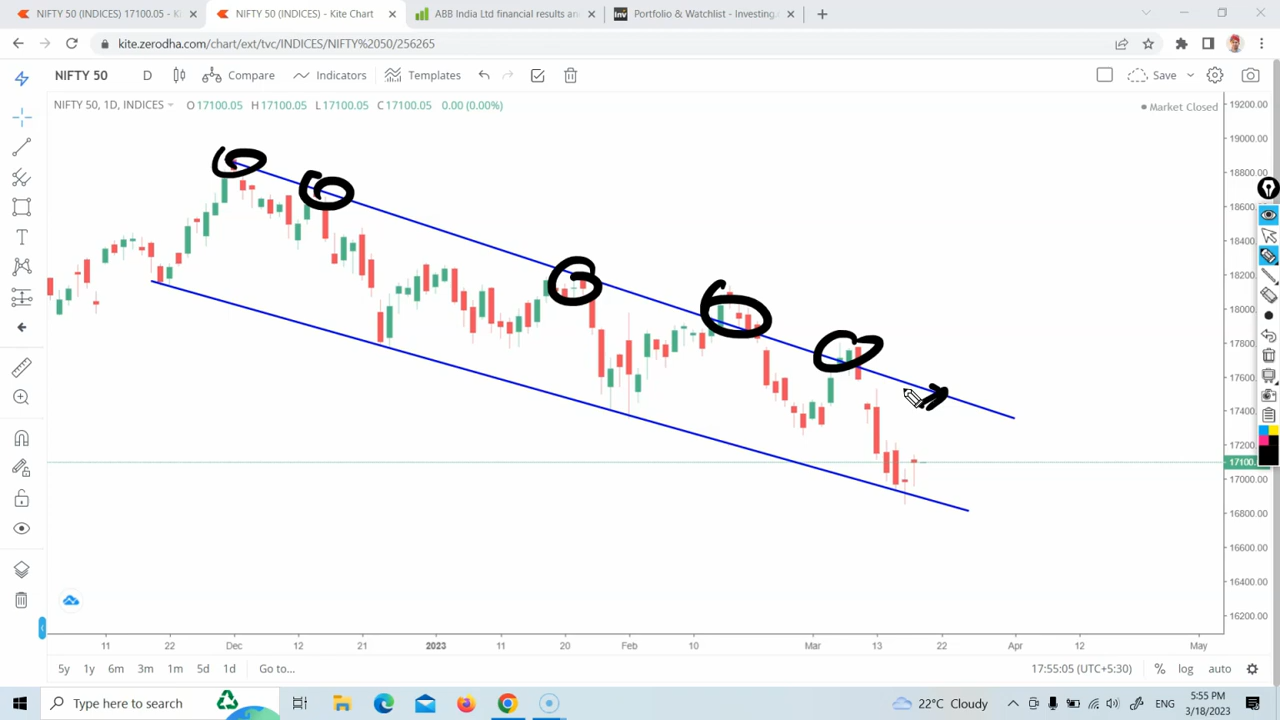 NIFTY 50 (INDICES) 17100.05 - Ki
NIFTY 50 (INDICES) - Kite Chart
ABB India Ltd financial results an
Portfolio & Watchlist - Investing.
kite.zerodha.com/chart/ext/tvc/INDICES/NIFTY%2050/256265
NIFTY 50 D Compare Indicators Templates Save
NIFTY 50, 1D, INDICES O17100.05 H17100.05 L17100.05 C17100.05 0.00 (0.00%)
Market Closed
19200.00
19000.00
18800.00
18600.00
18400.00
18200.00
18000.00
17800.00
17600.00
17400.00
17200.00
17100.
17000.00
16800.00
16600.00
16400.00
16200.00
11 22 Dec 12 21 2023 10 20 Feb 10 Mar 13 22 Apr 12 May
5y 1y 6m 3m 1m 5d 1d Go to... 17:55:05 (UTC+5:30) % log auto
Type here to search
22°C Cloudy
ENG
5:55 PM
3/18/2023